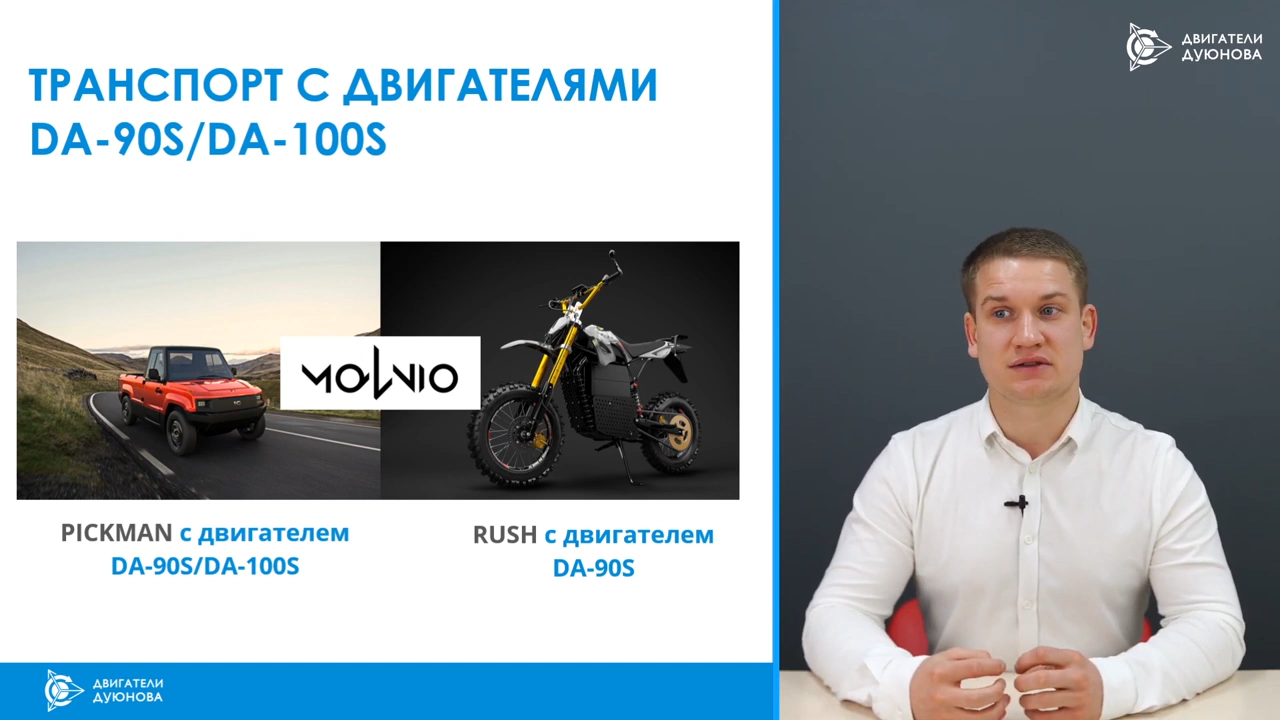 ТРАНСПОРТ С ДВИГАТЕЛЯМИ
DA-90S/DA-100S
MOLNIO
PICKMAN с двигателем
DA-90S/DA-100S
RUSH с двигателем
DA-90S
ДВИГАТЕЛИ
ДУЮНОВА
ДВИГАТЕЛИ
ДУЮНОВА